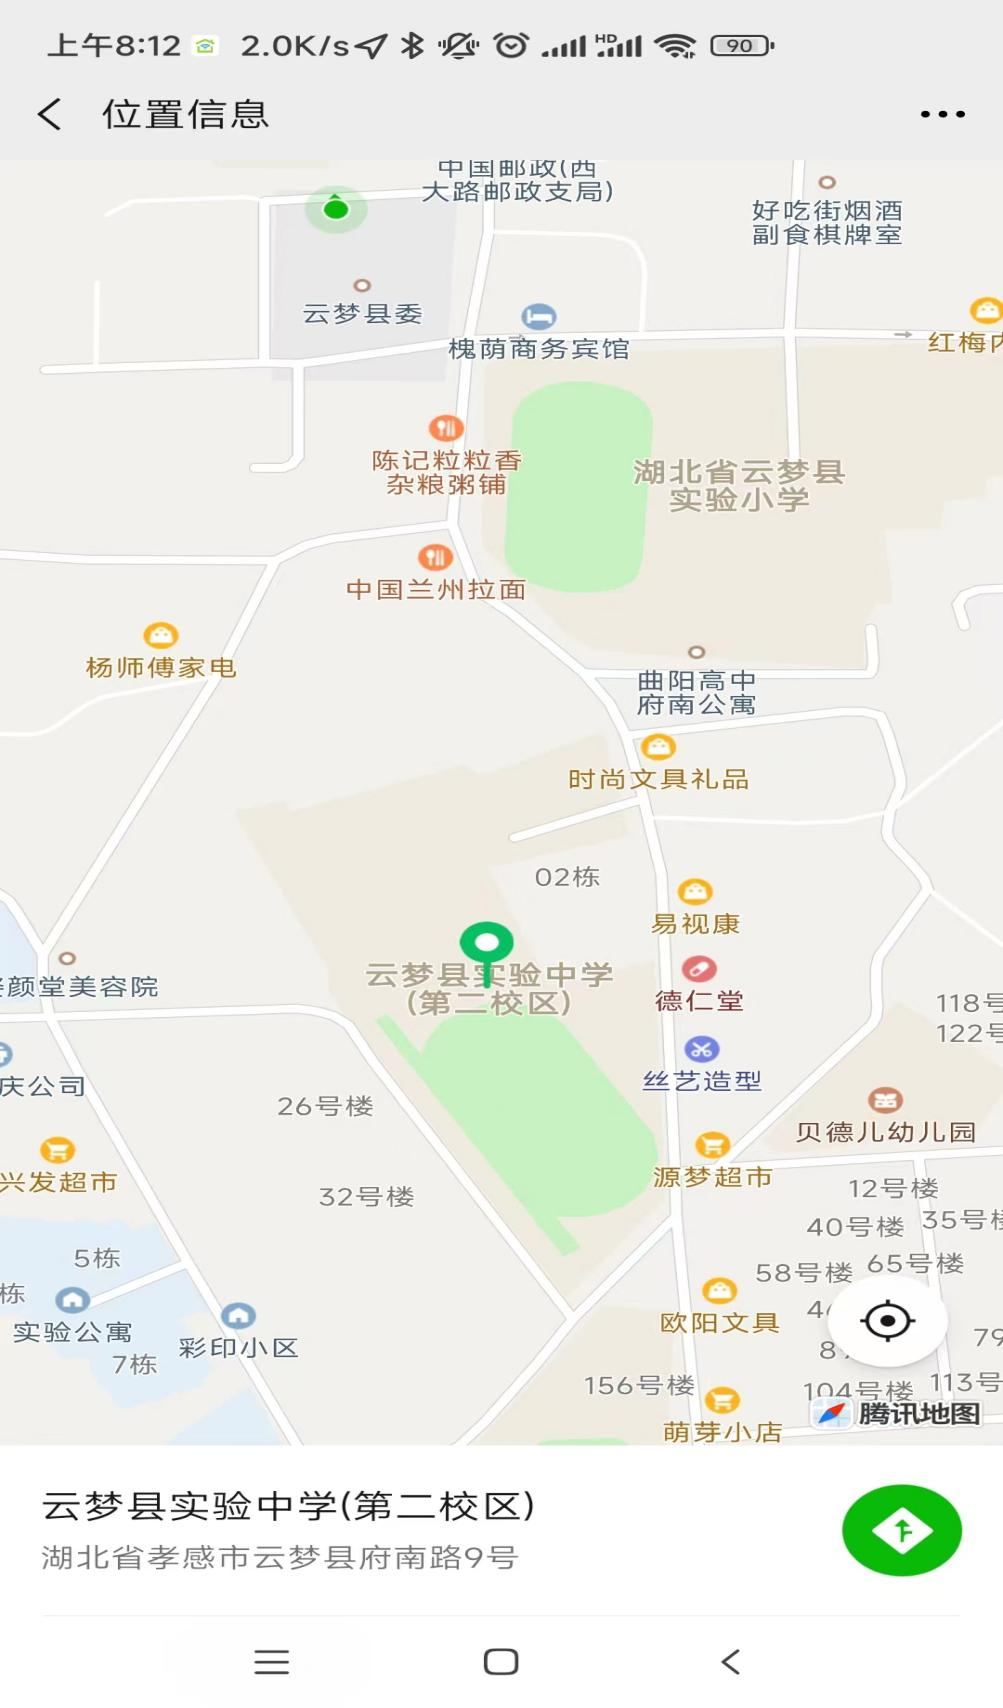 上午8:12 2.0K/s HD 90
位置信息
中国邮政(西
大路邮政支局)
好吃街烟酒
副食棋牌室
云梦县委
槐荫商务宾馆
红梅内
陈记粒粒香
杂粮粥铺
湖北省云梦县
实验小学
中国兰州拉面
杨师傅家电
曲阳高中
府南公寓
时尚文具礼品
02栋
易视康
云梦县实验中学
(第二校区)
颜堂美容院
德仁堂
118号
122号
庆公司
丝艺造型
26号楼
贝德儿幼儿园
兴发超市
源梦超市
32号楼
12号楼
40号楼
35号楼
5栋
58号楼
65号楼
栋
实验公寓
彩印小区
欧阳文具
7栋
79
156号楼
104号楼
113号
萌芽小店
腾讯地图
云梦县实验中学(第二校区)
湖北省孝感市云梦县府南路9号